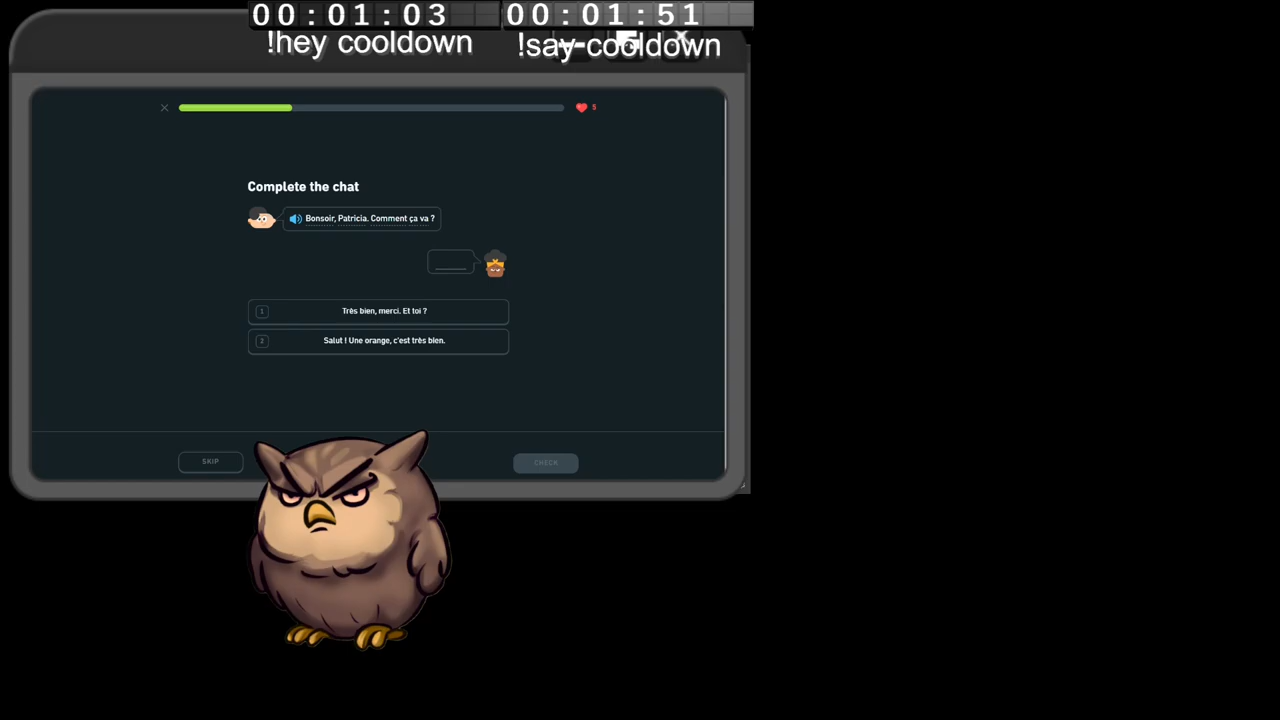 00:01:03
00:01:51
!hey cooldown
!say cooldown
5
Complete the chat
Bonsoir, Patricia. Comment ça va ?
1
Très bien, merci. Et toi ?
2
Salut ! Une orange, c'est très bien.
SKIP
CHECK